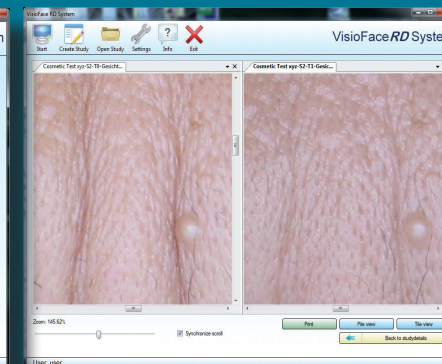 VisioFace RD System
Start
Create Study
Open Study
Settings
?
Info
Exit
VisioFace RD Syste
Cosmetic Test xyz-S2-T0-Gesicht...
Cosmetic Test xyz-S2-T1-Gesic...
Zoom: 145.62%
Synchronize scroll
Print
File view
Tile view
Back to studydetails
User: user